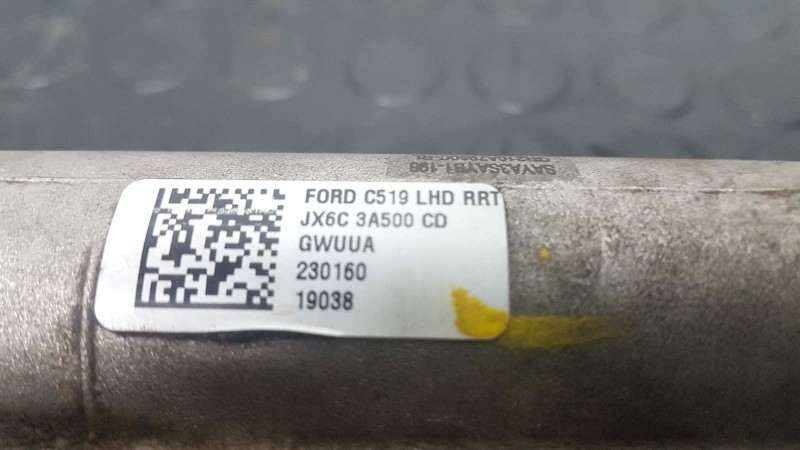 FORD C519 LHD RRT
JX6C 3A500 CD
GWUUA
230160
19038